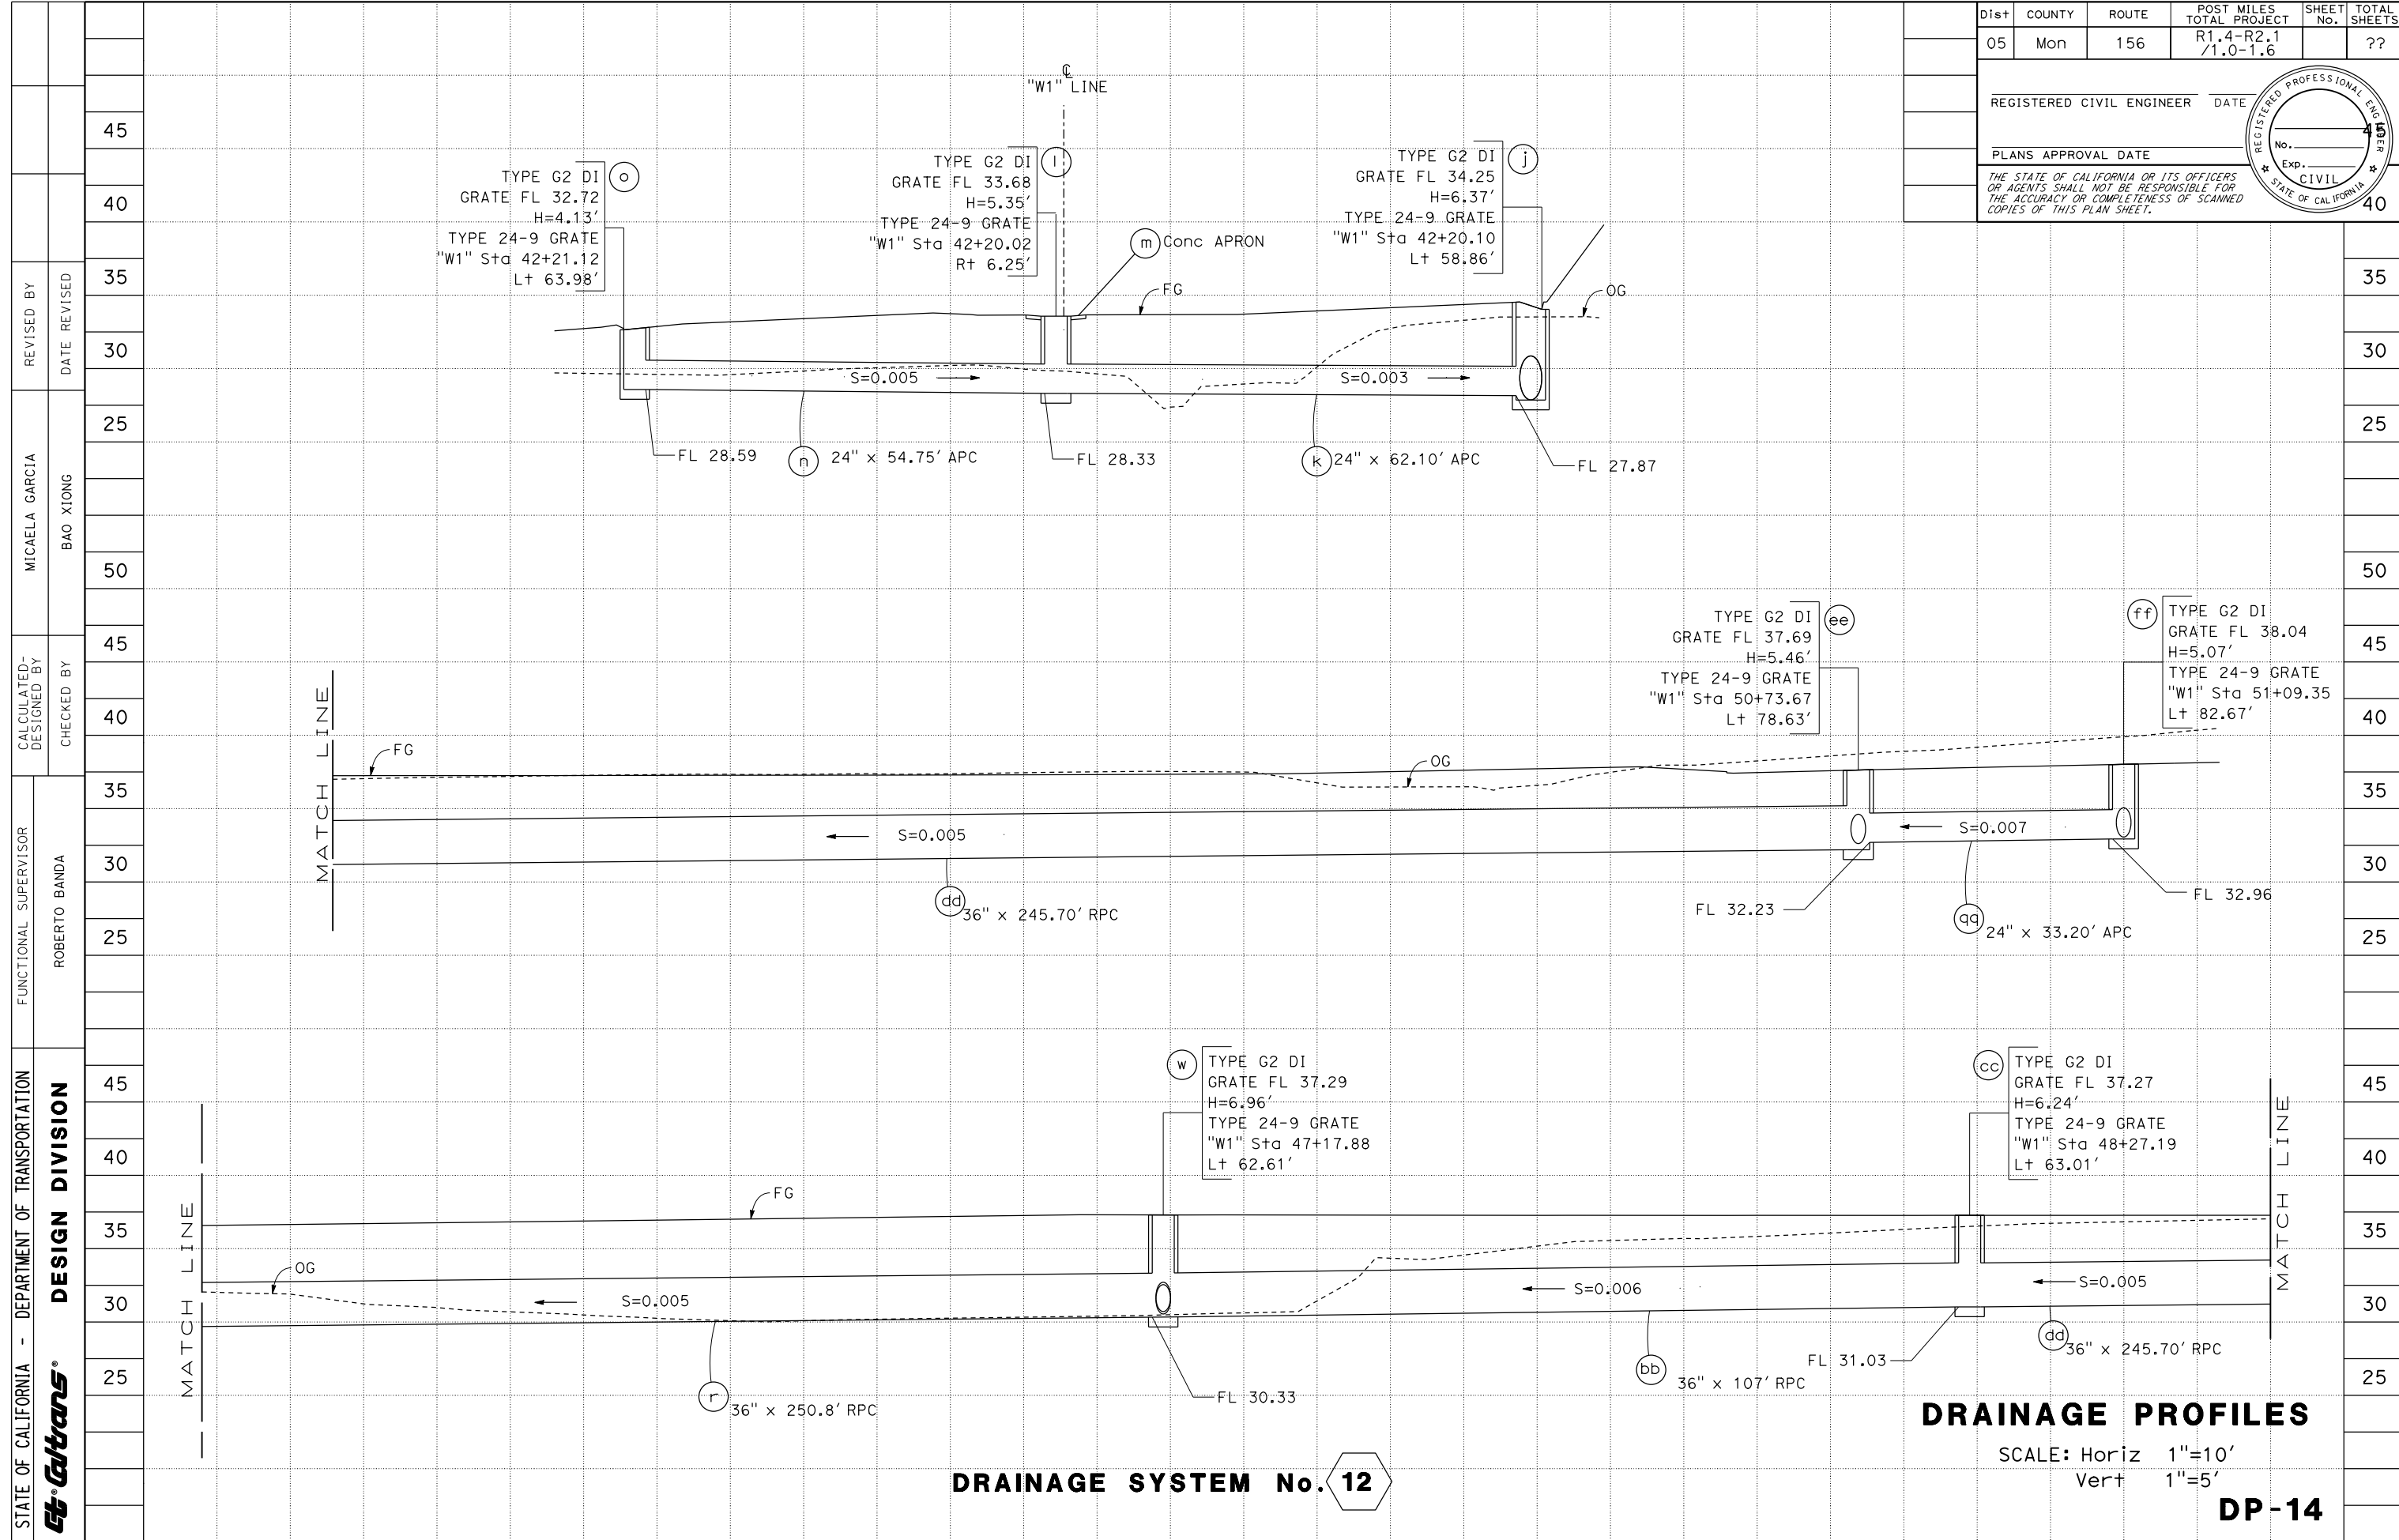 Dist COUNTY ROUTE POST MILES TOTAL PROJECT SHEET No. TOTAL SHEETS
05 Mon 156 R1.4-R2.1 /1.0-1.6 ??
REGISTERED CIVIL ENGINEER DATE
PLANS APPROVAL DATE
THE STATE OF CALIFORNIA OR ITS OFFICERS
OR AGENTS SHALL NOT BE RESPONSIBLE FOR
THE ACCURACY OR COMPLETENESS OF SCANNED
COPIES OF THIS PLAN SHEET.
REGISTERED PROFESSIONAL ENGINEER
No.
Exp.
CIVIL
STATE OF CALIFORNIA
REVISED BY
DATE REVISED
MICAELA GARCIA
BAO XIONG
CALCULATED-
DESIGNED BY
CHECKED BY
FUNCTIONAL SUPERVISOR
ROBERTO BANDA
STATE OF CALIFORNIA - DEPARTMENT OF TRANSPORTATION
DESIGN DIVISION
Caltrans®
45
40
35
30
25
50
45
40
35
30
25
45
40
35
30
25
℄
"W1" LINE
TYPE G2 DI
GRATE FL 32.72
H=4.13'
TYPE 24-9 GRATE
"W1" Sta 42+21.12
Lt 63.98'
o
TYPE G2 DI
GRATE FL 33.68
H=5.35'
TYPE 24-9 GRATE
"W1" Sta 42+20.02
Rt 6.25'
l
m Conc APRON
TYPE G2 DI
GRATE FL 34.25
H=6.37'
TYPE 24-9 GRATE
"W1" Sta 42+20.10
Lt 58.86'
j
FG
OG
S=0.005
S=0.003
FL 28.59
n 24" x 54.75' APC
FL 28.33
k 24" x 62.10' APC
FL 27.87
TYPE G2 DI
GRATE FL 37.69
H=5.46'
TYPE 24-9 GRATE
"W1" Sta 50+73.67
Lt 78.63'
ee
ff
TYPE G2 DI
GRATE FL 38.04
H=5.07'
TYPE 24-9 GRATE
"W1" Sta 51+09.35
Lt 82.67'
MATCH LINE
FG
OG
S=0.005
S=0.007
dd 36" x 245.70' RPC
FL 32.23
qq 24" x 33.20' APC
FL 32.96
w
TYPE G2 DI
GRATE FL 37.29
H=6.96'
TYPE 24-9 GRATE
"W1" Sta 47+17.88
Lt 62.61'
cc
TYPE G2 DI
GRATE FL 37.27
H=6.24'
TYPE 24-9 GRATE
"W1" Sta 48+27.19
Lt 63.01'
MATCH LINE
FG
OG
S=0.005
S=0.006
S=0.005
MATCH LINE
r 36" x 250.8' RPC
FL 30.33
bb 36" x 107' RPC
FL 31.03
dd 36" x 245.70' RPC
45
40
35
30
25
50
45
40
35
30
25
45
40
35
30
25
DRAINAGE SYSTEM No. 12
DRAINAGE PROFILES
SCALE: Horiz 1"=10'
Vert 1"=5'
DP-14